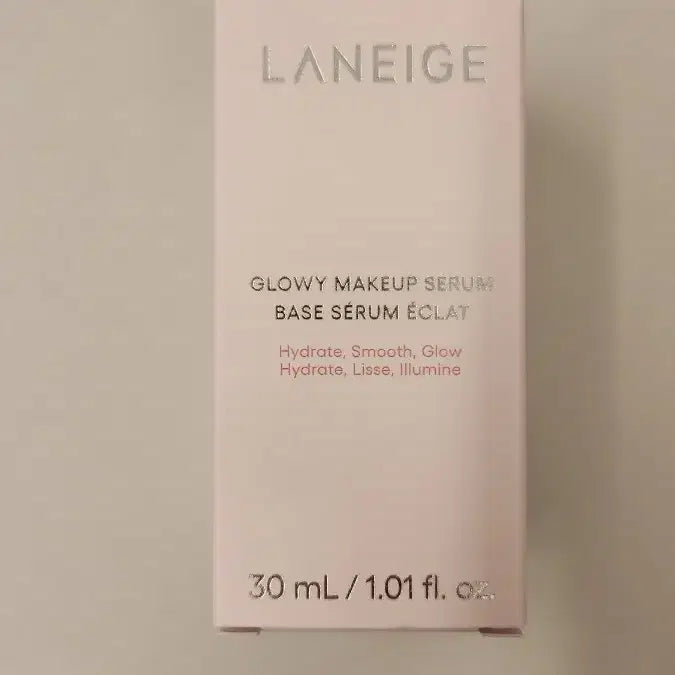 LANEIGE
GLOWY MAKEUP SERUM
BASE SÉRUM ÉCLAT
Hydrate, Smooth, Glow
Hydrate, Lisse, Illumine
30 mL / 1.01 fl. oz.